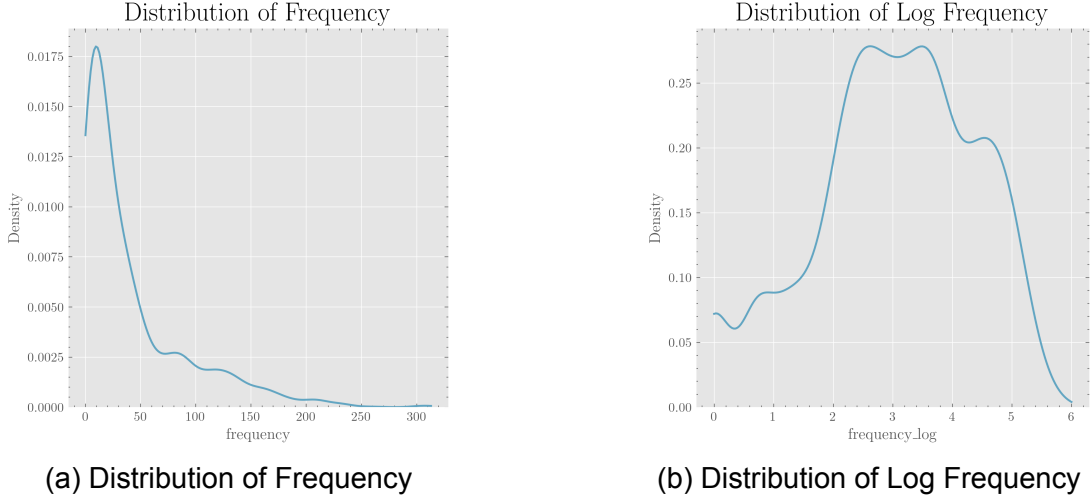 Distribution of Frequency
0.0175
0.0150
0.0125
0.0100
0.0075
0.0050
0.0025
0.0000
Density
0 50 100 150 200 250 300
frequency
(a) Distribution of Frequency
Distribution of Log Frequency
0.25
0.20
0.15
0.10
0.05
0.00
Density
0 1 2 3 4 5 6
frequency_log
(b) Distribution of Log Frequency